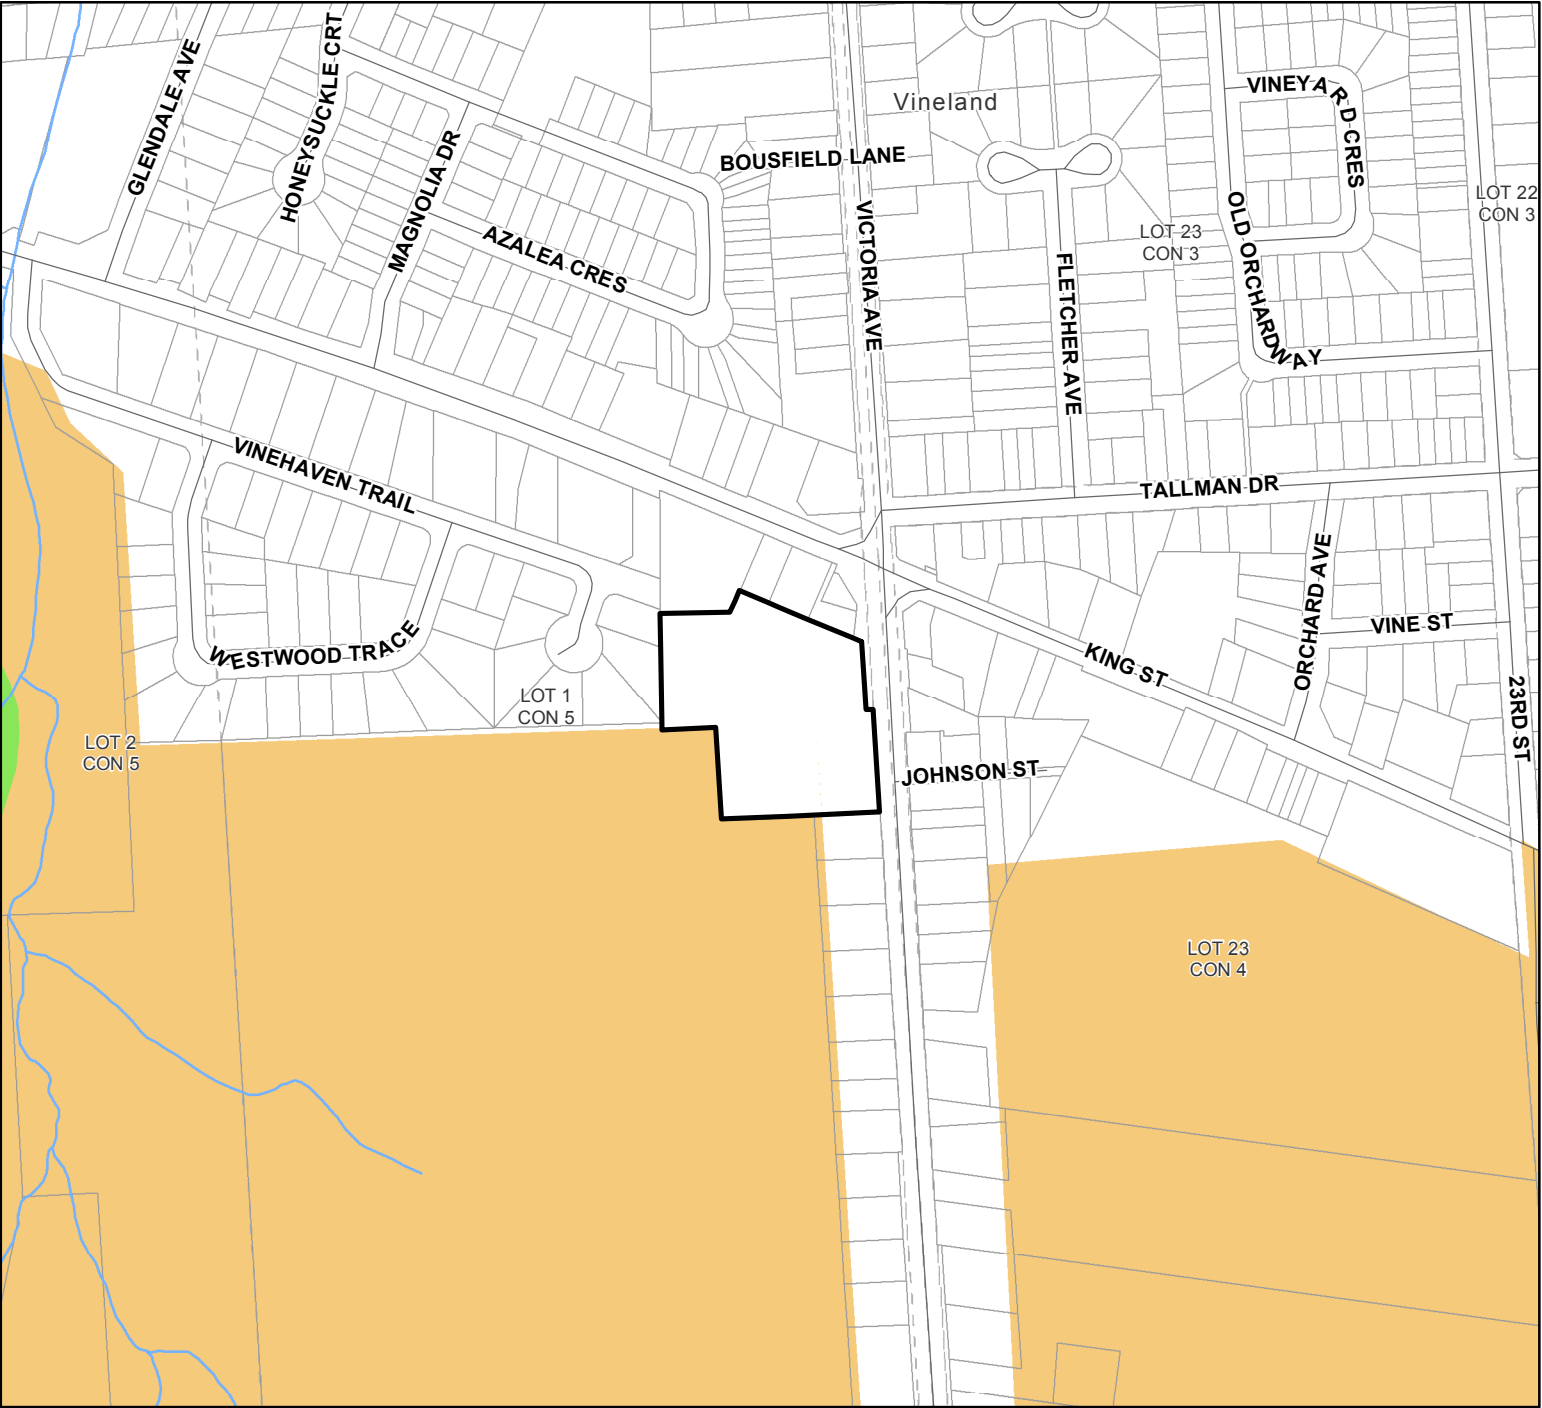 GLENDALE AVE
HONEYSUCKLE CRT
MAGNOLIA DR
AZALEA CRES
BOUSFIELD LANE
Vineland
VICTORIA AVE
FLETCHER AVE
LOT 23
CON 3
OLD ORCHARD WAY
VINEYARD CRES
LOT 22
CON 3
VINEHAVEN TRAIL
TALLMAN DR
WESTWOOD TRACE
ORCHARD AVE
VINE ST
KING ST
23RD ST
LOT 1
CON 5
LOT 2
CON 5
JOHNSON ST
LOT 23
CON 4